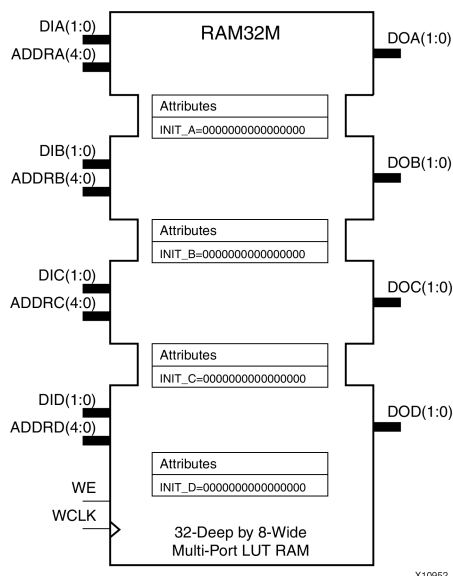 RAM32M
DIA(1:0)
ADDRA(4:0)
DOA(1:0)
Attributes
INIT_A=0000000000000000
DIB(1:0)
ADDRB(4:0)
DOB(1:0)
Attributes
INIT_B=0000000000000000
DIC(1:0)
ADDRC(4:0)
DOC(1:0)
Attributes
INIT_C=0000000000000000
DID(1:0)
ADDRD(4:0)
DOD(1:0)
Attributes
INIT_D=0000000000000000
WE
WCLK
32-Deep by 8-Wide
Multi-Port LUT RAM